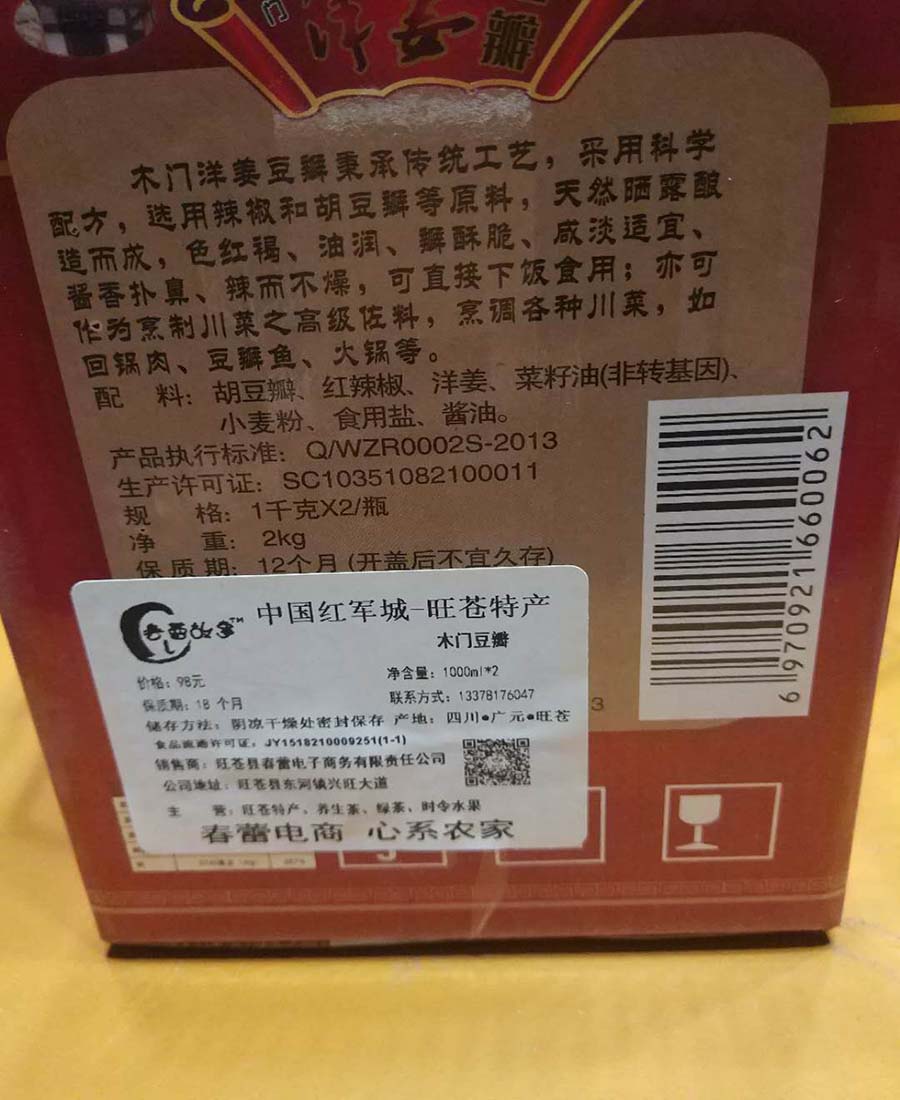 门
洋姜瓣
木门洋姜豆瓣秉承传统工艺，采用科学
配方，选用辣椒和胡豆瓣等原料，天然晒露酿
造而成，色红褐、油润、瓣酥脆、咸淡适宜、
酱香扑鼻、辣而不燥，可直接下饭食用；亦可
作为烹制川菜之高级佐料，烹调各种川菜，如
回锅肉、豆瓣鱼、火锅等。
配 料：胡豆瓣、红辣椒、洋姜、菜籽油(非转基因)、
小麦粉、食用盐、酱油。
产品执行标准：Q/WZR0002S-2013
生产许可证：SC10351082100011
规 格：1千克X2/瓶
净 重：2kg
保质期：12个月(开盖后不宜久存)
3
6970921660062
春蕾故事™
中国红军城-旺苍特产
木门豆瓣
价格：98元 净含量：1000ml*2
保质期：18个月 联系方式：13378176047
储存方法：阴凉干燥处密封保存 产地：四川●广元●旺苍
食品流通许可证：JY1518210009251(1-1)
销售商：旺苍县春蕾电子商务有限责任公司
公司地址：旺苍县东河镇兴旺大道
主 营：旺苍特产、养生茶、绿茶、时令水果
春蕾电商 心系农家